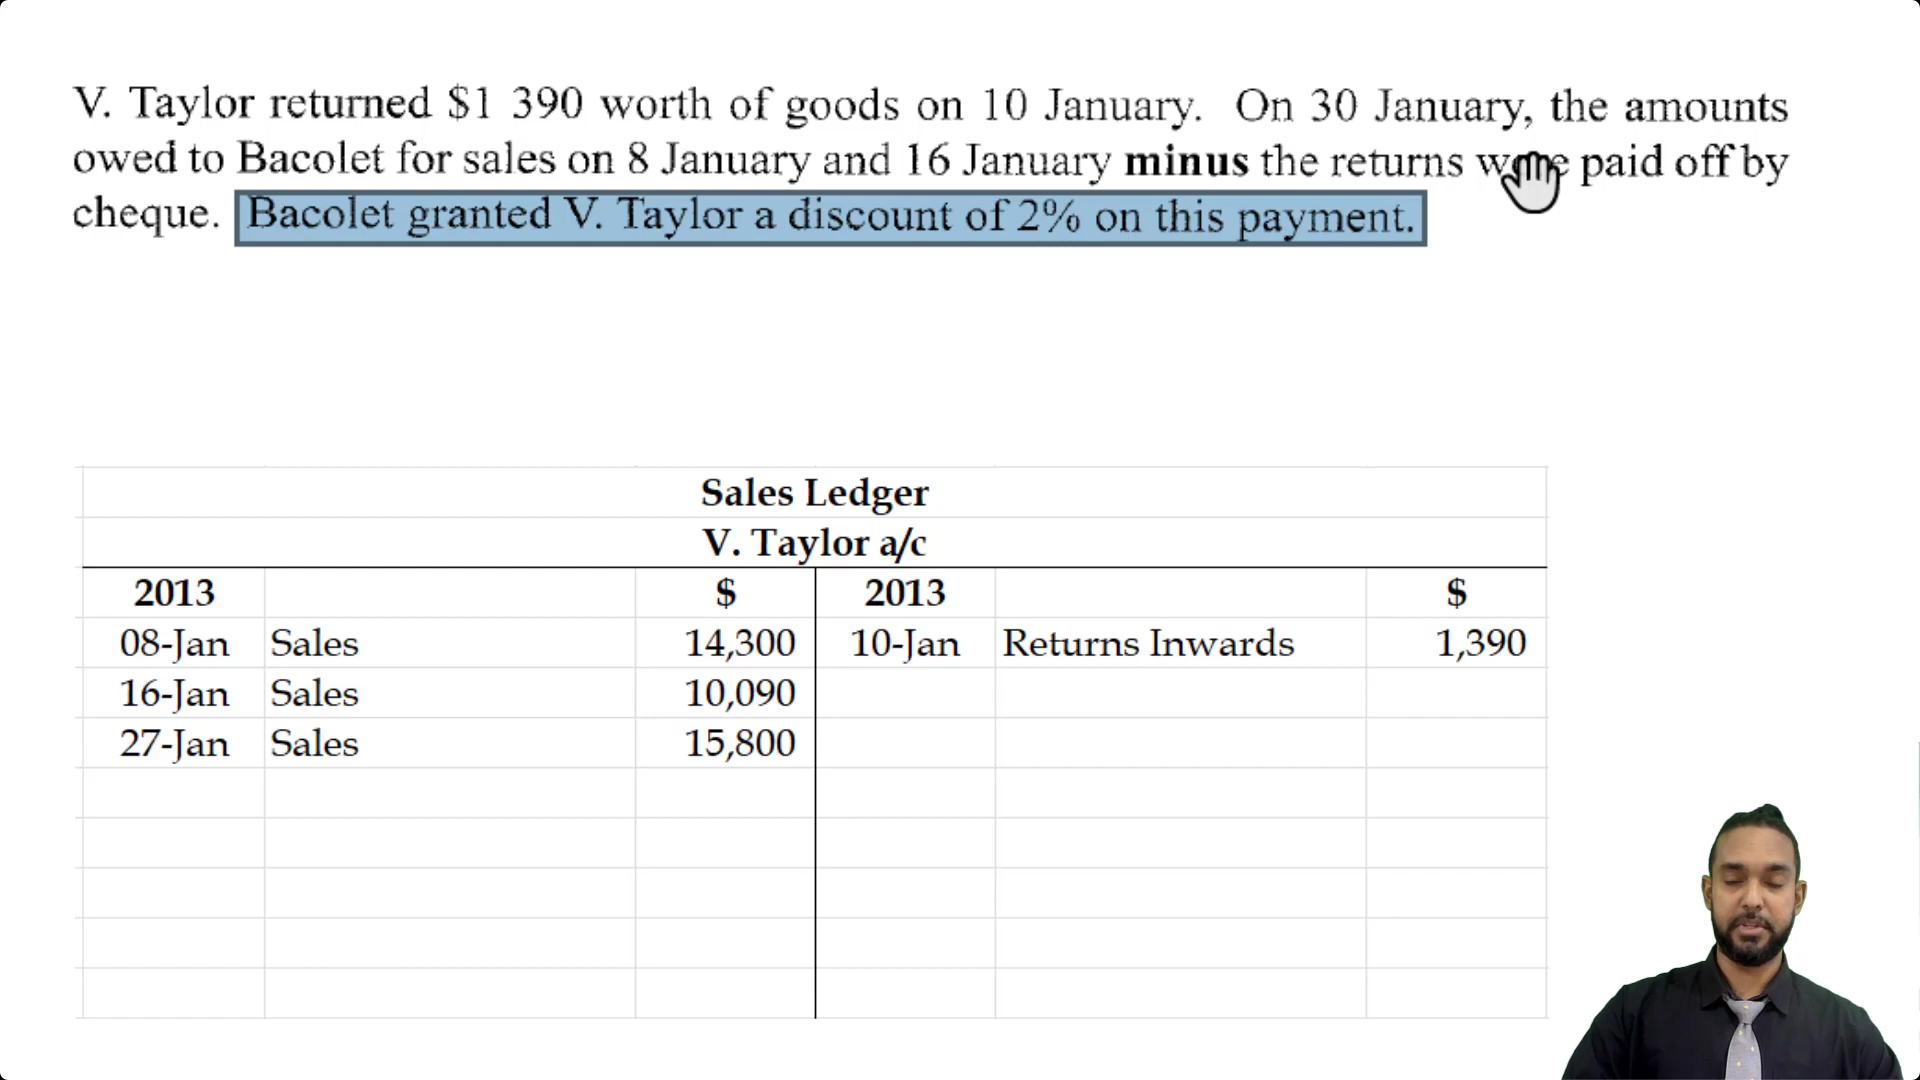 V. Taylor returned $1 390 worth of goods on 10 January. On 30 January, the amounts
owed to Bacolet for sales on 8 January and 16 January minus the returns were paid off by
cheque. Bacolet granted V. Taylor a discount of 2% on this payment.
Sales Ledger
V. Taylor a/c
2013 $ 2013 $
08-Jan Sales 14,300 10-Jan Returns Inwards 1,390
16-Jan Sales 10,090
27-Jan Sales 15,800